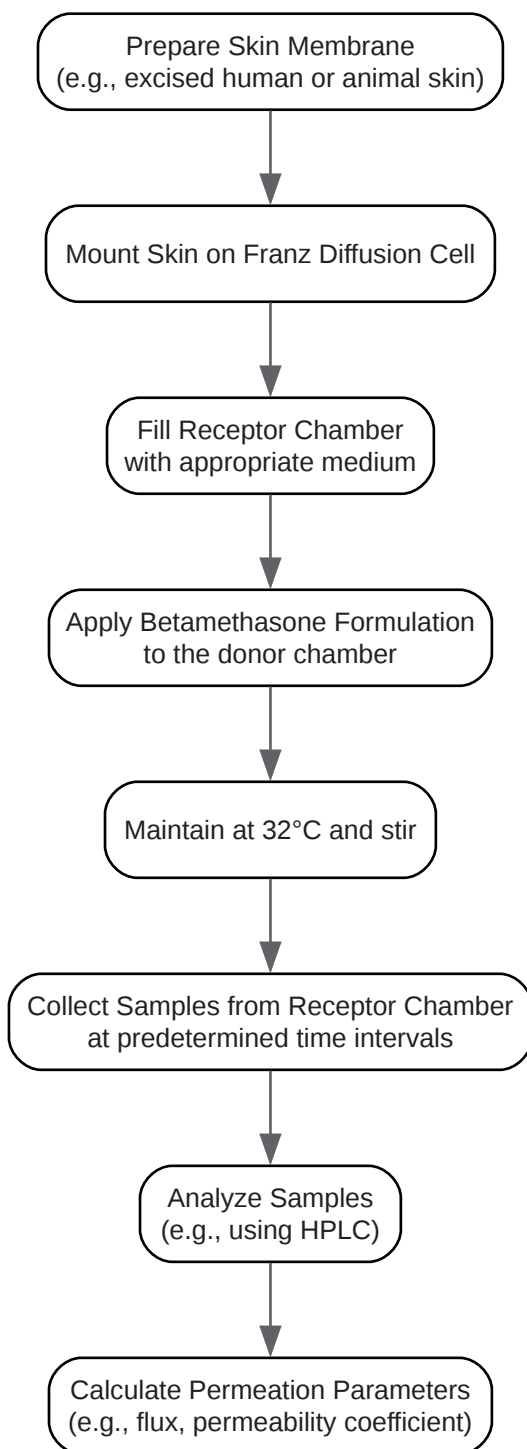 Prepare Skin Membrane
(e.g., excised human or animal skin)
Mount Skin on Franz Diffusion Cell
Fill Receptor Chamber
with appropriate medium
Apply Betamethasone Formulation
to the donor chamber
Maintain at 32°C and stir
Collect Samples from Receptor Chamber
at predetermined time intervals
Analyze Samples
(e.g., using HPLC)
Calculate Permeation Parameters
(e.g., flux, permeability coefficient)